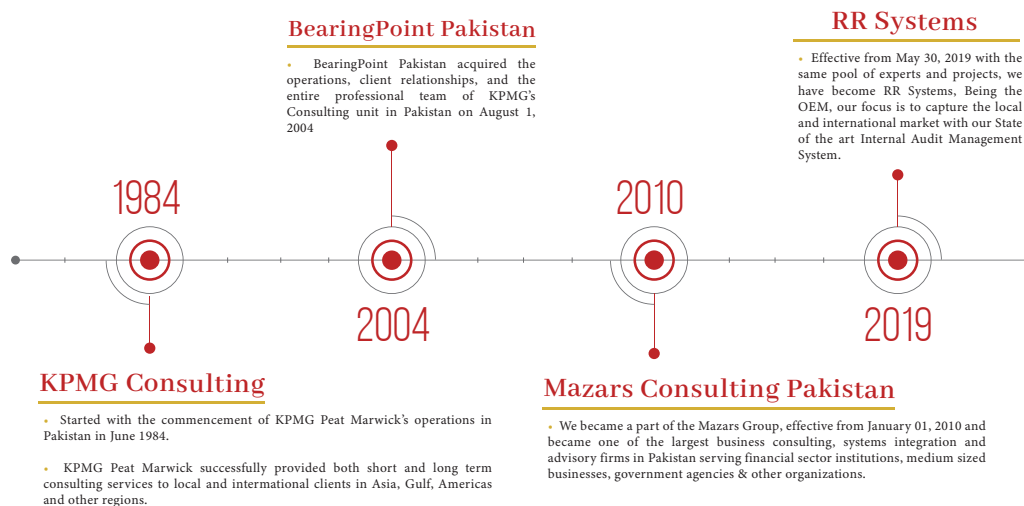 BearingPoint Pakistan
• BearingPoint Pakistan acquired the
operations, client relationships, and the
entire professional team of KPMG's
Consulting unit in Pakistan on August 1,
2004
RR Systems
• Effective from May 30, 2019 with the
same pool of experts and projects, we
have become RR Systems, Being the
OEM, our focus is to capture the local
and international market with our State
of the art Internal Audit Management
System.
1984
2004
2010
2019
KPMG Consulting
• Started with the commencement of KPMG Peat Marwick's operations in
Pakistan in June 1984.
• KPMG Peat Marwick successfully provided both short and long term
consulting services to local and intermational clients in Asia, Gulf, Americas
and other regions.
Mazars Consulting Pakistan
• We became a part of the Mazars Group, effective from January 01, 2010 and
became one of the largest business consulting, systems integration and
advisory firms in Pakistan serving financial sector institutions, medium sized
businesses, government agencies & other organizations.